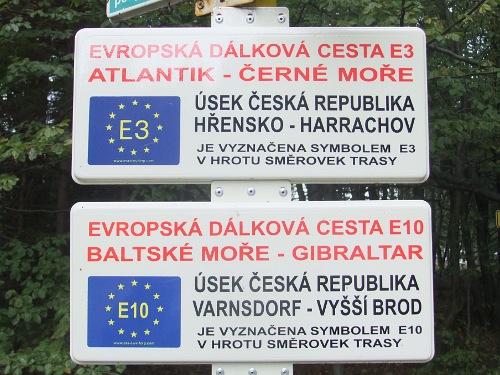 EVROPSKÁ DÁLKOVÁ CESTA E3
ATLANTIK - ČERNÉ MOŘE
E3
ÚSEK ČESKÁ REPUBLIKA
HŘENSKO - HARRACHOV
JE VYZNAČENA SYMBOLEM E3
V HROTU SMĚROVEK TRASY
EVROPSKÁ DÁLKOVÁ CESTA E10
BALTSKÉ MOŘE - GIBRALTAR
E10
ÚSEK ČESKÁ REPUBLIKA
VARNSDORF - VYŠŠÍ BROD
JE VYZNAČENA SYMBOLEM E10
V HROTU SMĚROVEK TRASY